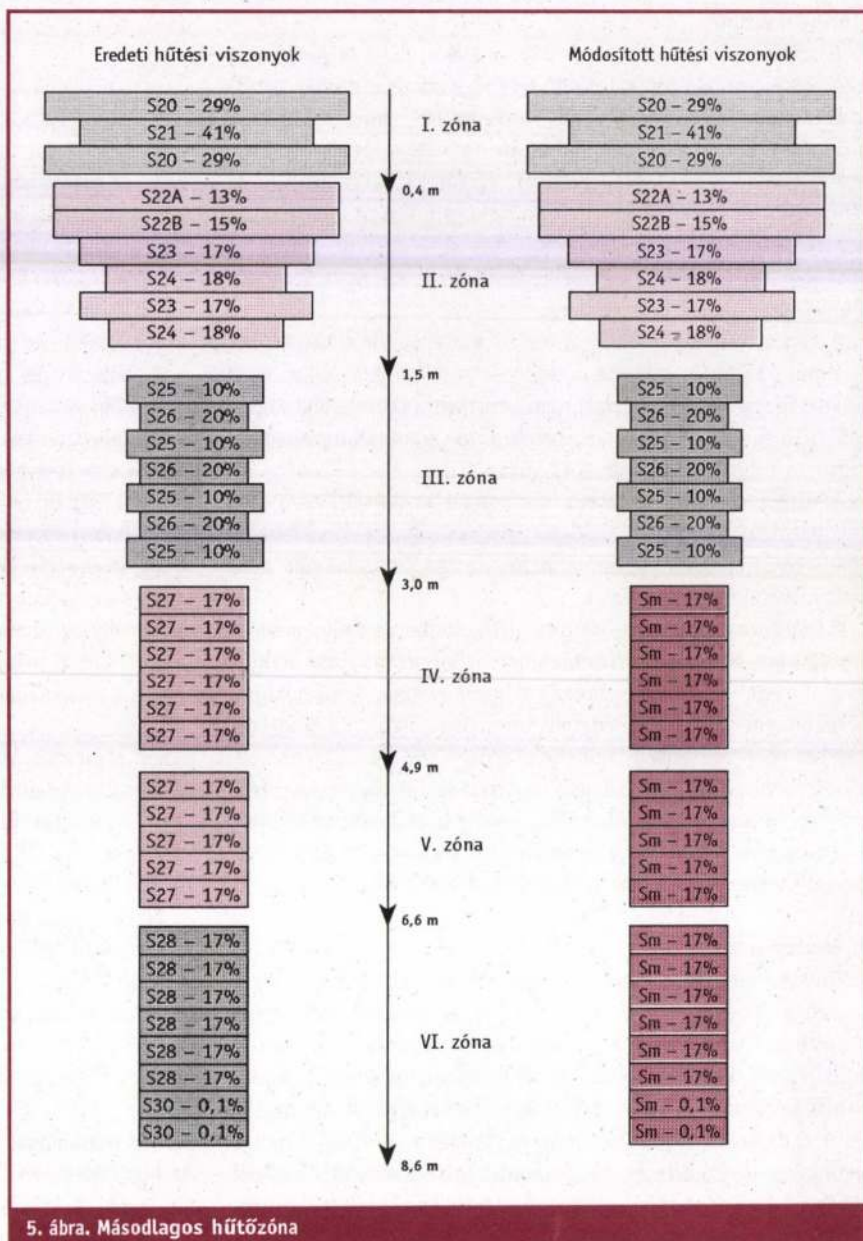 Eredeti hűtési viszonyok
Módosított hűtési viszonyok
S20 – 29%
S21 – 41%
S20 – 29%
I. zóna
S20 – 29%
S21 – 41%
S20 – 29%
0,4 m
S22A – 13%
S22B – 15%
S23 – 17%
S24 – 18%
S23 – 17%
S24 – 18%
II. zóna
S22A – 13%
S22B – 15%
S23 – 17%
S24 – 18%
S23 – 17%
S24 – 18%
1,5 m
S25 – 10%
S26 – 20%
S25 – 10%
S26 – 20%
S25 – 10%
S26 – 20%
S25 – 10%
III. zóna
S25 – 10%
S26 – 20%
S25 – 10%
S26 – 20%
S25 – 10%
S26 – 20%
S25 – 10%
3,0 m
S27 – 17%
S27 – 17%
S27 – 17%
S27 – 17%
S27 – 17%
S27 – 17%
IV. zóna
Sm – 17%
Sm – 17%
Sm – 17%
Sm – 17%
Sm – 17%
Sm – 17%
4,9 m
S27 – 17%
S27 – 17%
S27 – 17%
S27 – 17%
S27 – 17%
V. zóna
Sm – 17%
Sm – 17%
Sm – 17%
Sm – 17%
Sm – 17%
6,6 m
S28 – 17%
S28 – 17%
S28 – 17%
S28 – 17%
S28 – 17%
S28 – 17%
S30 – 0,1%
S30 – 0,1%
VI. zóna
Sm – 17%
Sm – 17%
Sm – 17%
Sm – 17%
Sm – 17%
Sm – 17%
Sm – 0,1%
Sm – 0,1%
8,6 m
5. ábra. Másodlagos hűtőzóna